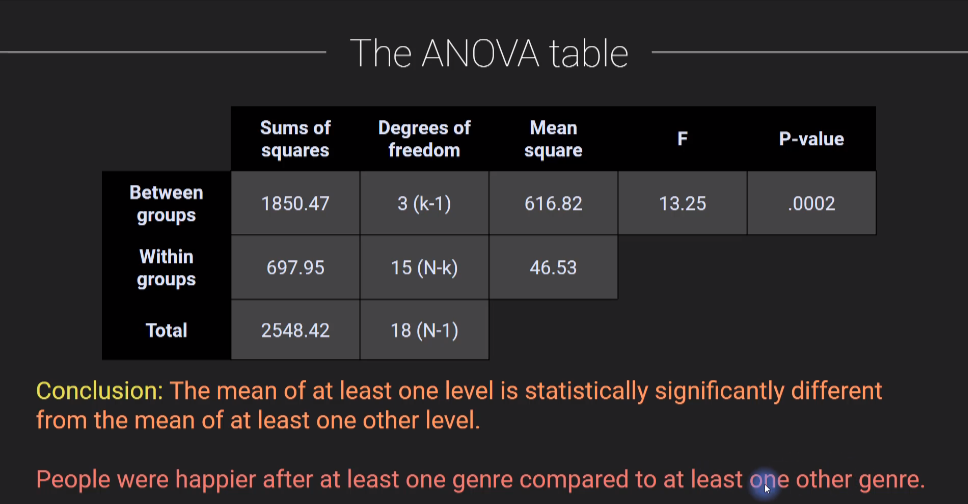 The ANOVA table
Sums of squares Degrees of freedom Mean square F P-value
Between groups 1850.47 3 (k-1) 616.82 13.25 .0002
Within groups 697.95 15 (N-k) 46.53
Total 2548.42 18 (N-1)
Conclusion: The mean of at least one level is statistically significantly different
from the mean of at least one other level.
People were happier after at least one genre compared to at least one other genre.